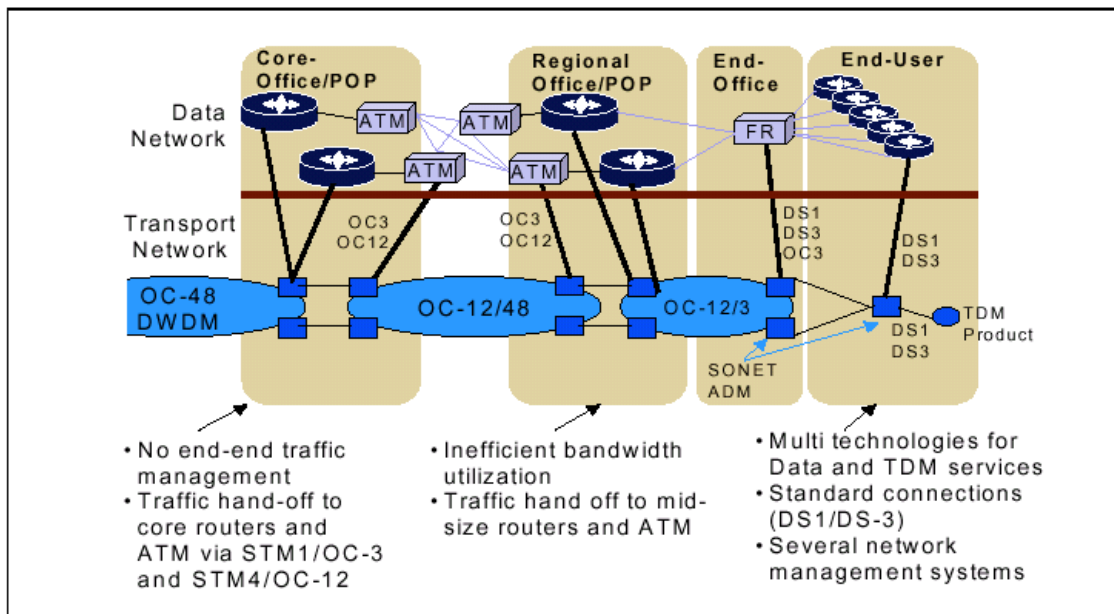 Core-
Office/POP
Regional
Office/POP
End-
Office
End-User
Data
Network
ATM
ATM
FR
ATM
ATM
Transport
Network
OC3
OC12
OC3
OC12
DS1
DS3
OC3
DS1
DS3
OC-48
DWDM
OC-12/48
OC-12/3
TDM
Product
DS1
DS3
SONET
ADM
• No end-end traffic
management
• Traffic hand-off to
core routers and
ATM via STM1/OC-3
and STM4/OC-12
• Inefficient bandwidth
utilization
• Traffic hand off to mid-
size routers and ATM
• Multi technologies for
Data and TDM services
• Standard connections
(DS1/DS-3)
• Several network
management systems